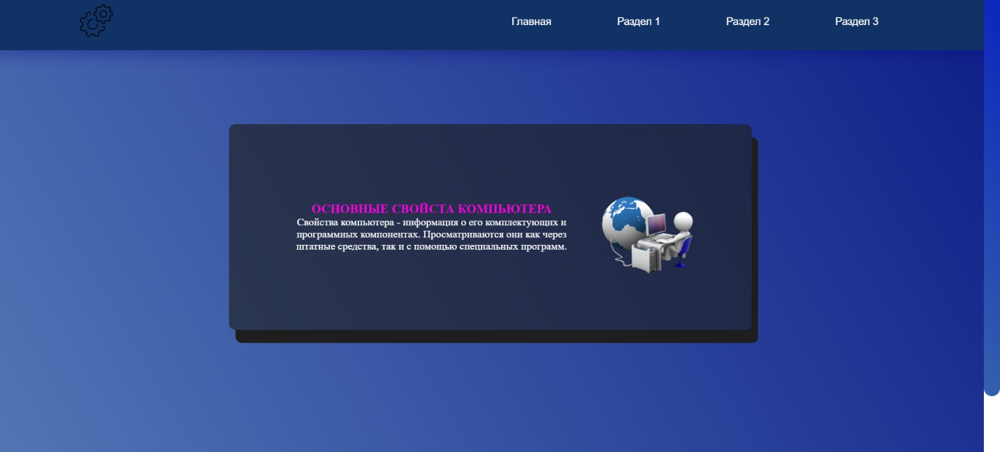 Главная Раздел 1 Раздел 2 Раздел 3
ОСНОВНЫЕ СВОЙСТА КОМПЬЮТЕРА
Свойства компьютера - информация о его комплектующих и
программных компонентах. Просматриваются они как через
штатные средства, так и с помощью специальных программ.